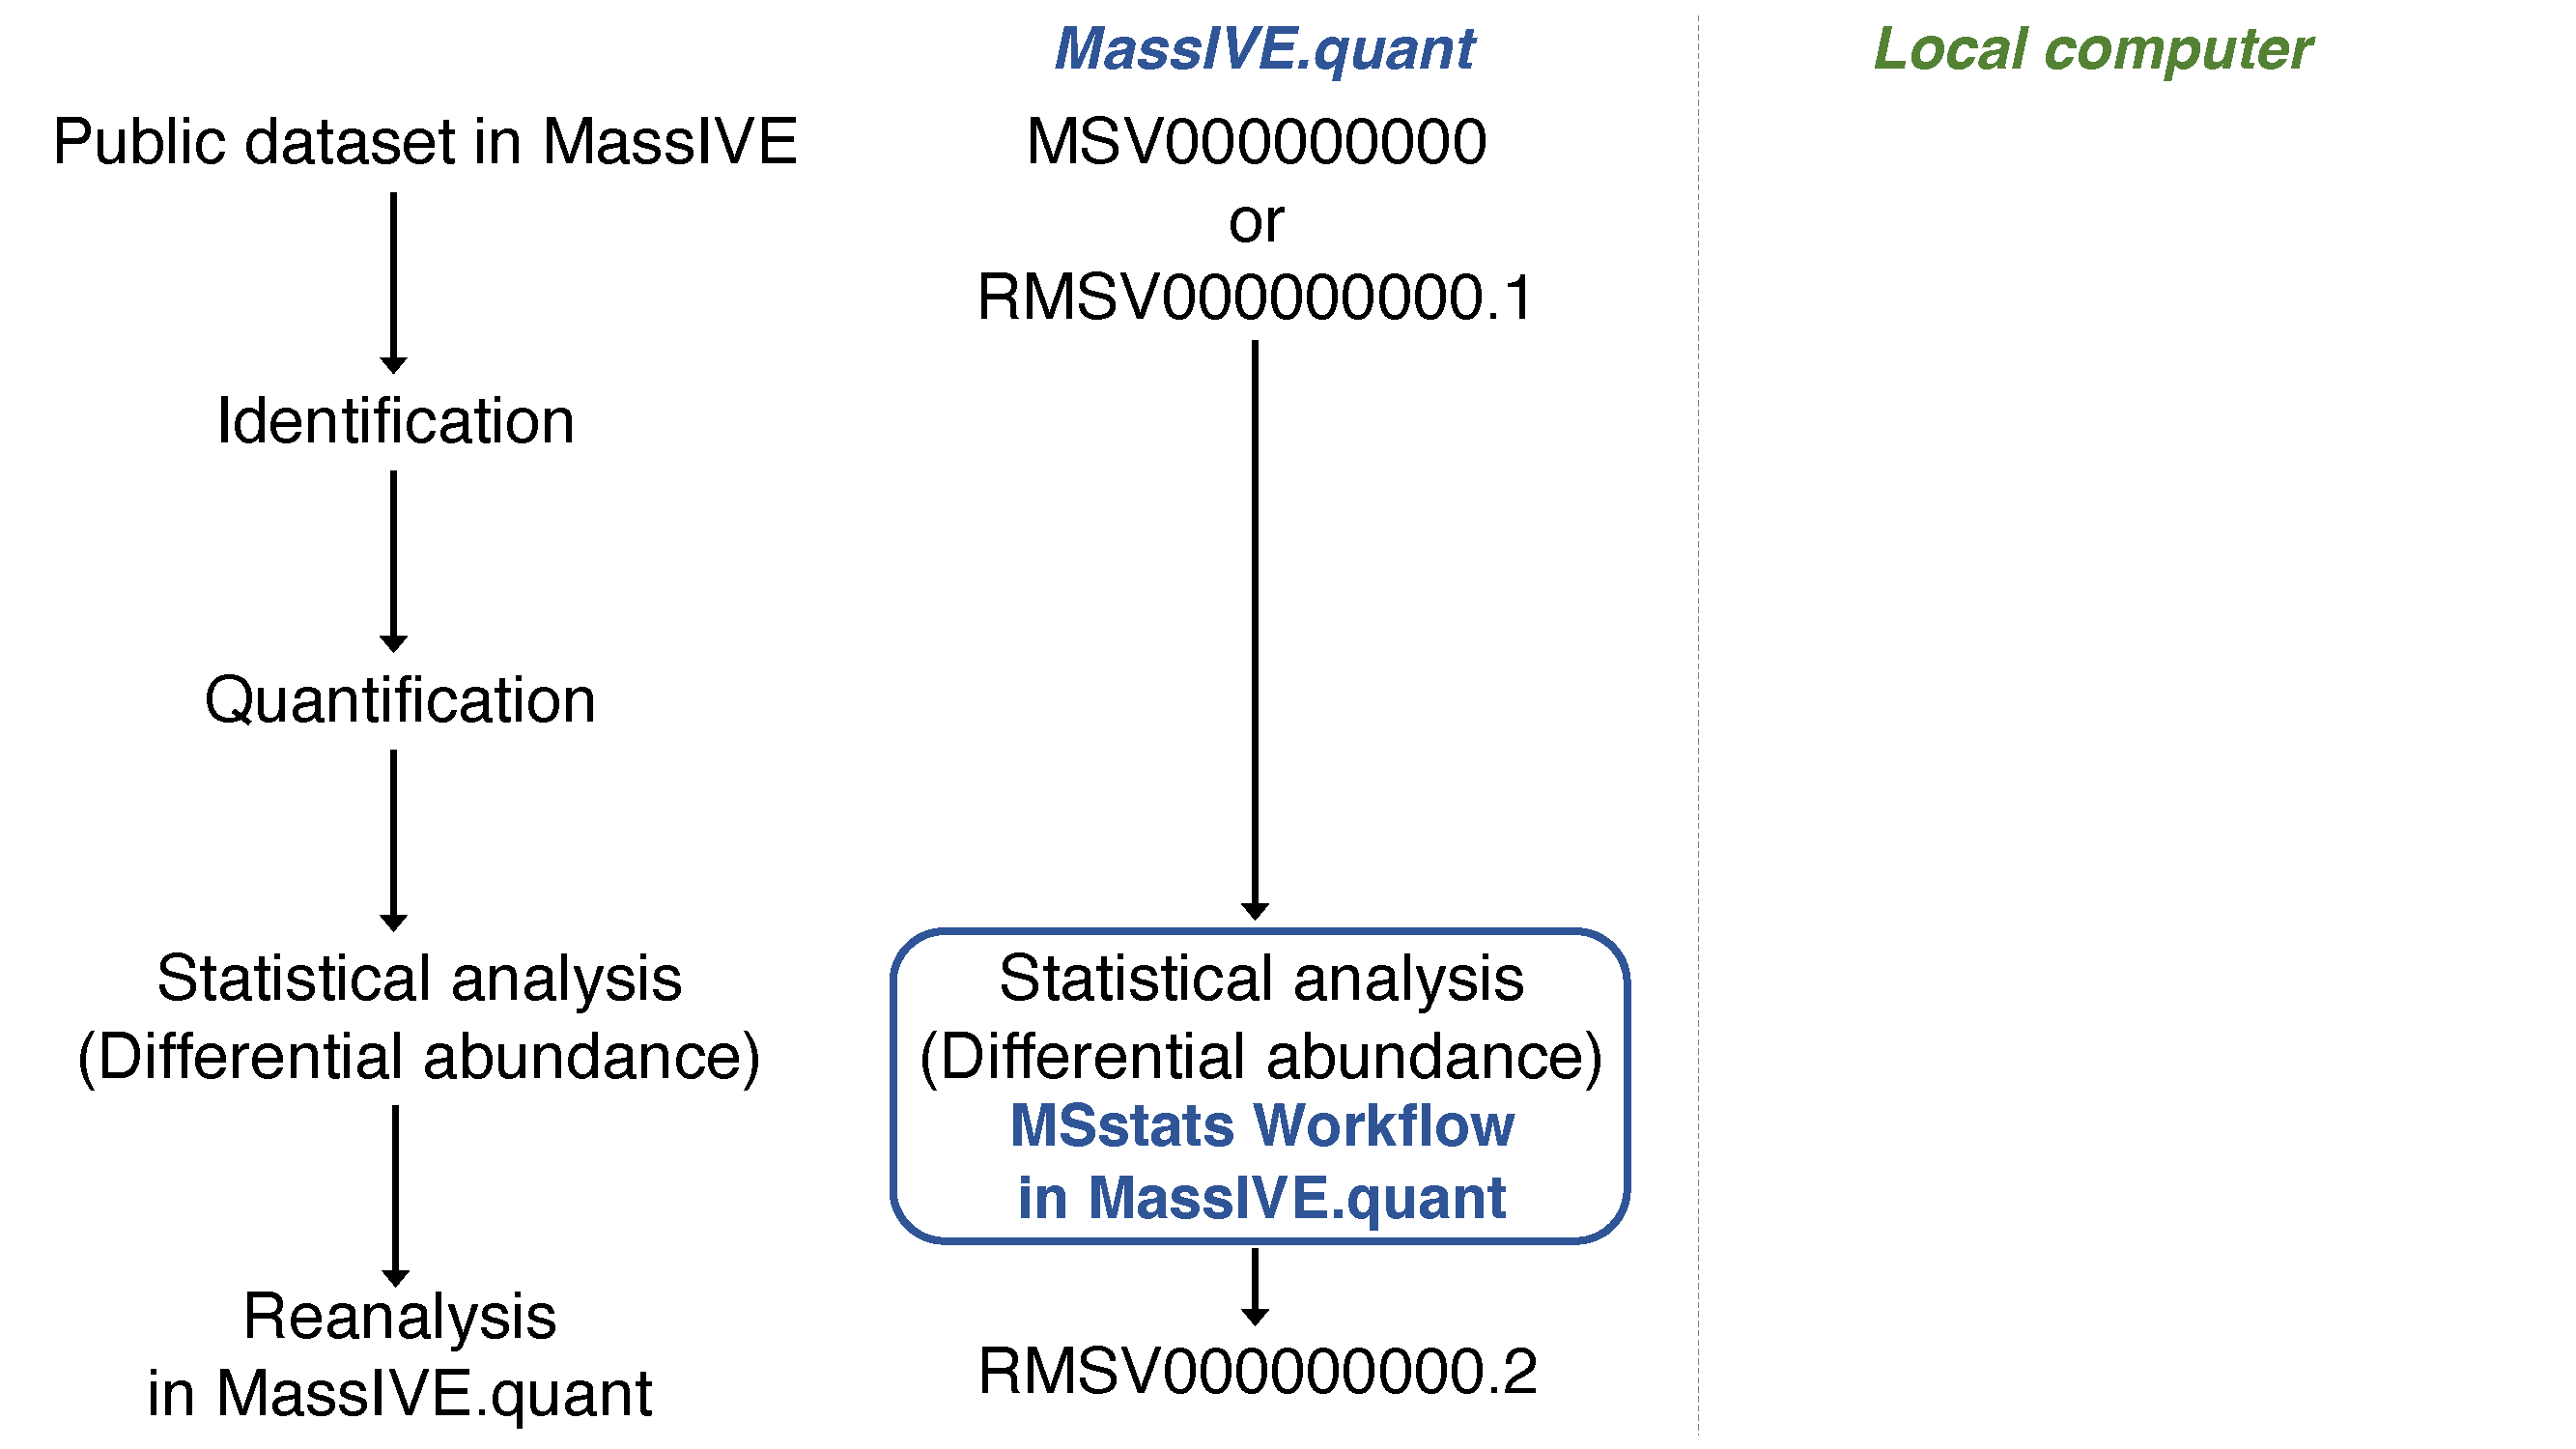 MassIVE.quant
Local computer
Public dataset in MassIVE
Identification
Quantification
Statistical analysis
(Differential abundance)
Reanalysis
in MassIVE.quant
MSV000000000
or
RMSV000000000.1
Statistical analysis
(Differential abundance)
MSstats Workflow
in MassIVE.quant
RMSV000000000.2